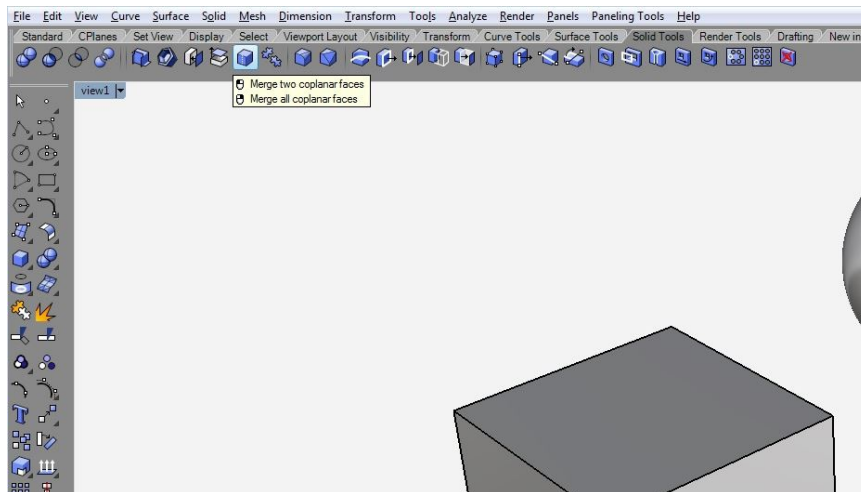 File Edit View Curve Surface Solid Mesh Dimension Transform Tools Analyze Render Panels Paneling Tools Help
Standard CPlanes Set View Display Select Viewport Layout Visibility Transform Curve Tools Surface Tools Solid Tools Render Tools Drafting New in
Merge two coplanar faces
Merge all coplanar faces
view1